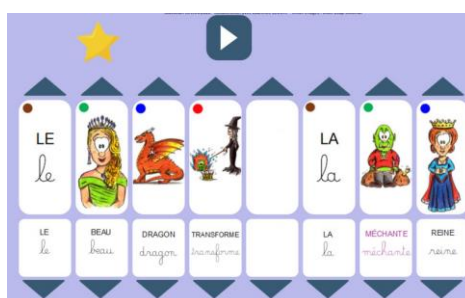 LE
le
LA
la
LE
le
BEAU
beau
DRAGON
dragon
TRANSFORME
transforme
LA
la
MÉCHANTE
méchante
REINE
reine